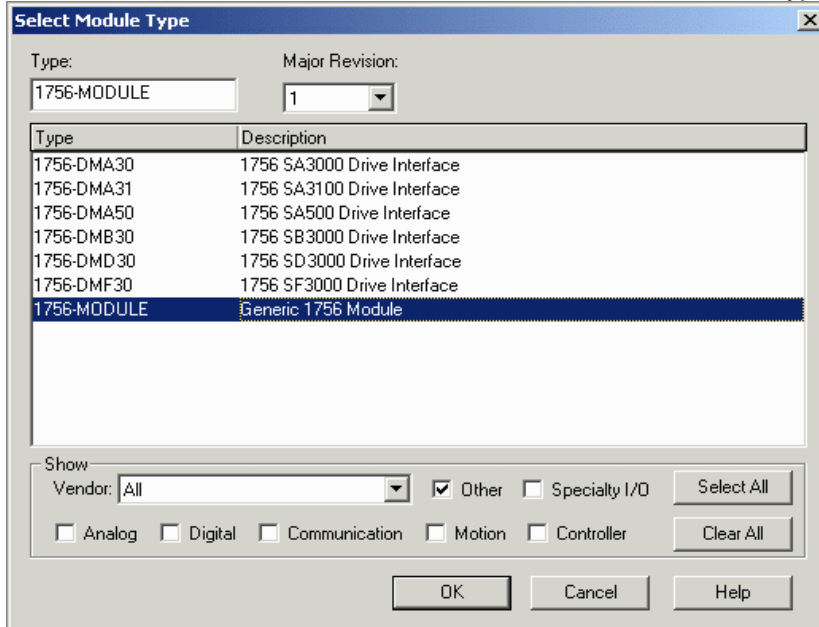 Select Module Type
Type: Major Revision:
1756-MODULE 1
Type Description
1756-DMA30 1756 SA3000 Drive Interface
1756-DMA31 1756 SA3100 Drive Interface
1756-DMA50 1756 SA500 Drive Interface
1756-DMB30 1756 SB3000 Drive Interface
1756-DMD30 1756 SD3000 Drive Interface
1756-DMF30 1756 SF3000 Drive Interface
1756-MODULE Generic 1756 Module
Show
Vendor: All Other Specialty I/O Select All
Analog Digital Communication Motion Controller Clear All
OK Cancel Help